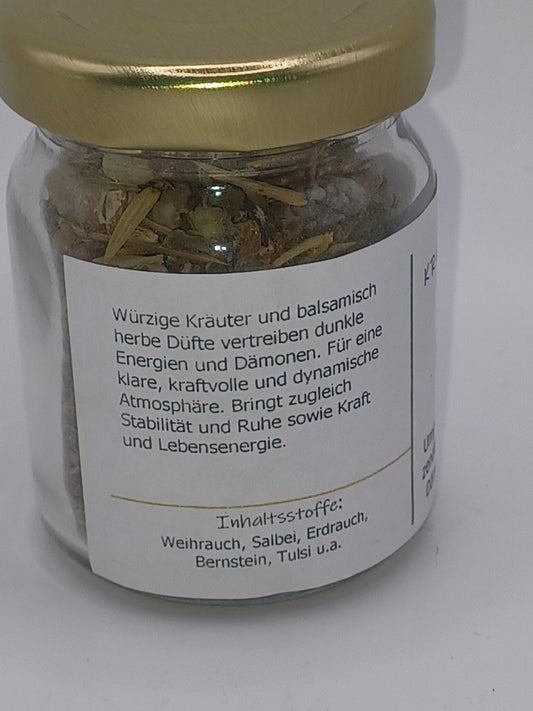 Würzige Kräuter und balsamisch
herbe Düfte vertreiben dunkle
Energien und Dämonen. Für eine
klare, kraftvolle und dynamische
Atmosphäre. Bringt zugleich
Stabilität und Ruhe sowie Kraft
und Lebensenergie.
Inhaltsstoffe:
Weihrauch, Salbei, Erdrauch,
Bernstein, Tulsi u.a.